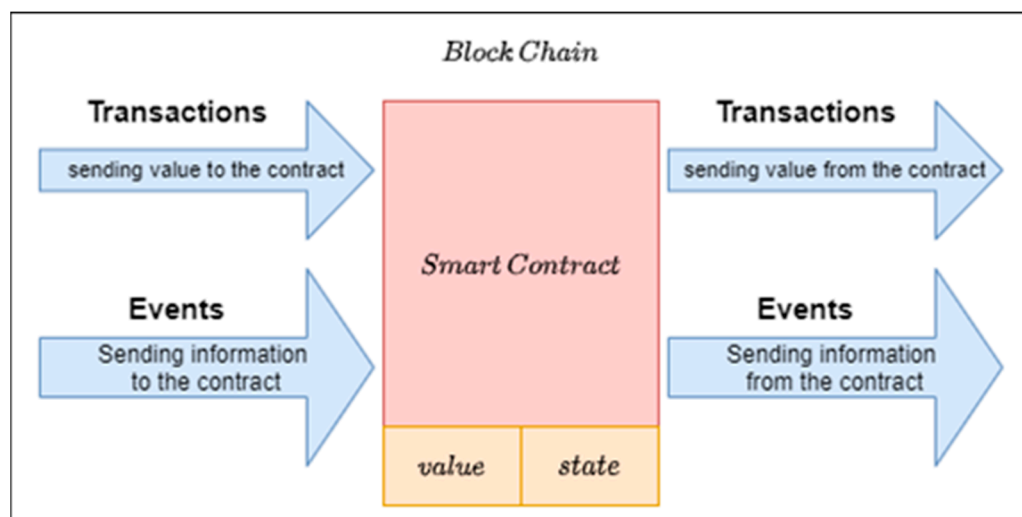 Block Chain
Transactions
sending value to the contract
Events
Sending information
to the contract
Smart Contract
value
state
Transactions
sending value from the contract
Events
Sending information
from the contract